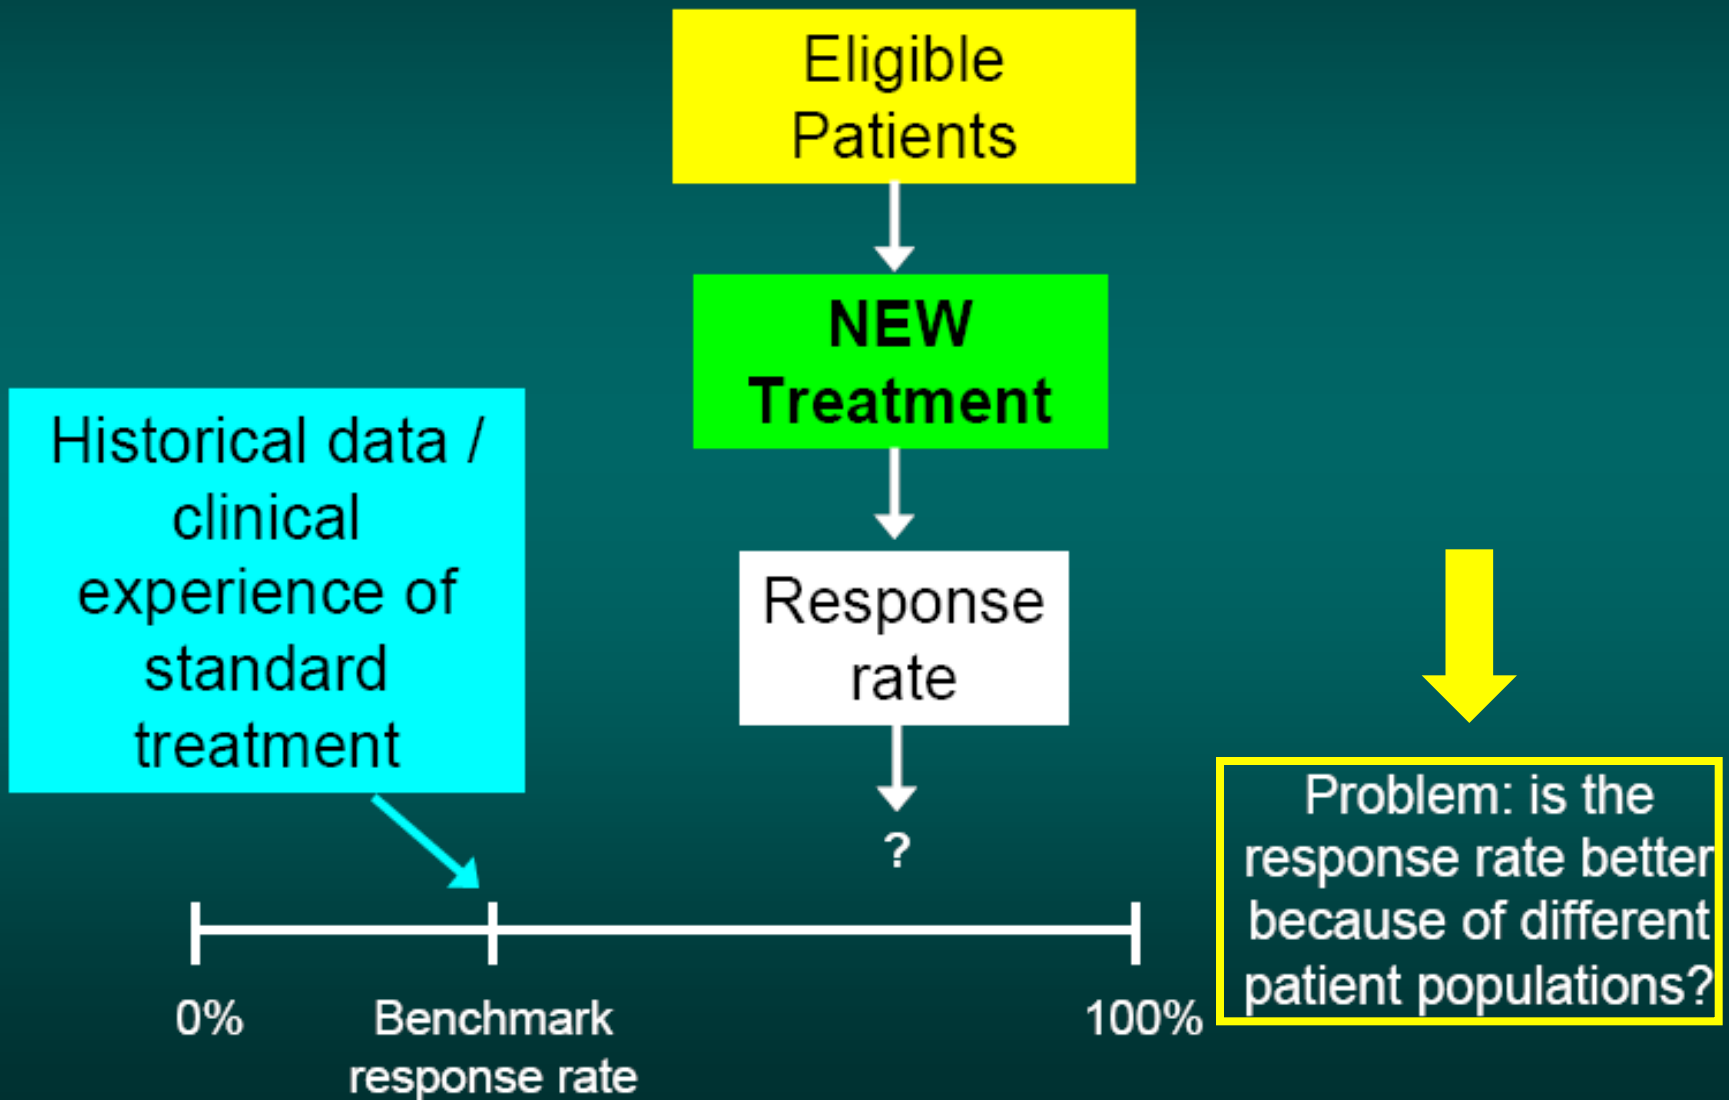 Eligible
Patients
NEW
Treatment
Historical data /
clinical
experience of
standard
treatment
Response
rate
?
Problem: is the
response rate better
because of different
patient populations?
0%
Benchmark
response rate
100%